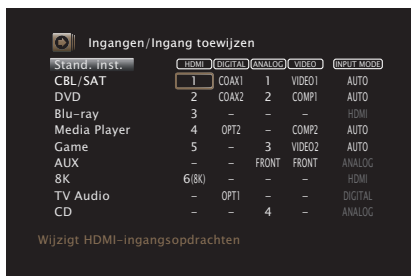 Ingangen/Ingang toewijzen
Stand. inst. HDMI DIGITAL ANALOG VIDEO INPUT MODE
CBL/SAT 1 COAX1 1 VIDEO1 AUTO
DVD 2 COAX2 2 COMP1 AUTO
Blu-ray 3 – – – HDMI
Media Player 4 OPT2 – COMP2 AUTO
Game 5 – 3 VIDEO2 AUTO
AUX – – FRONT FRONT ANALOG
8K 6(8K) – – – HDMI
TV Audio – OPT1 – – DIGITAL
CD – – 4 – ANALOG
Wijzigt HDMI-ingangsopdrachten